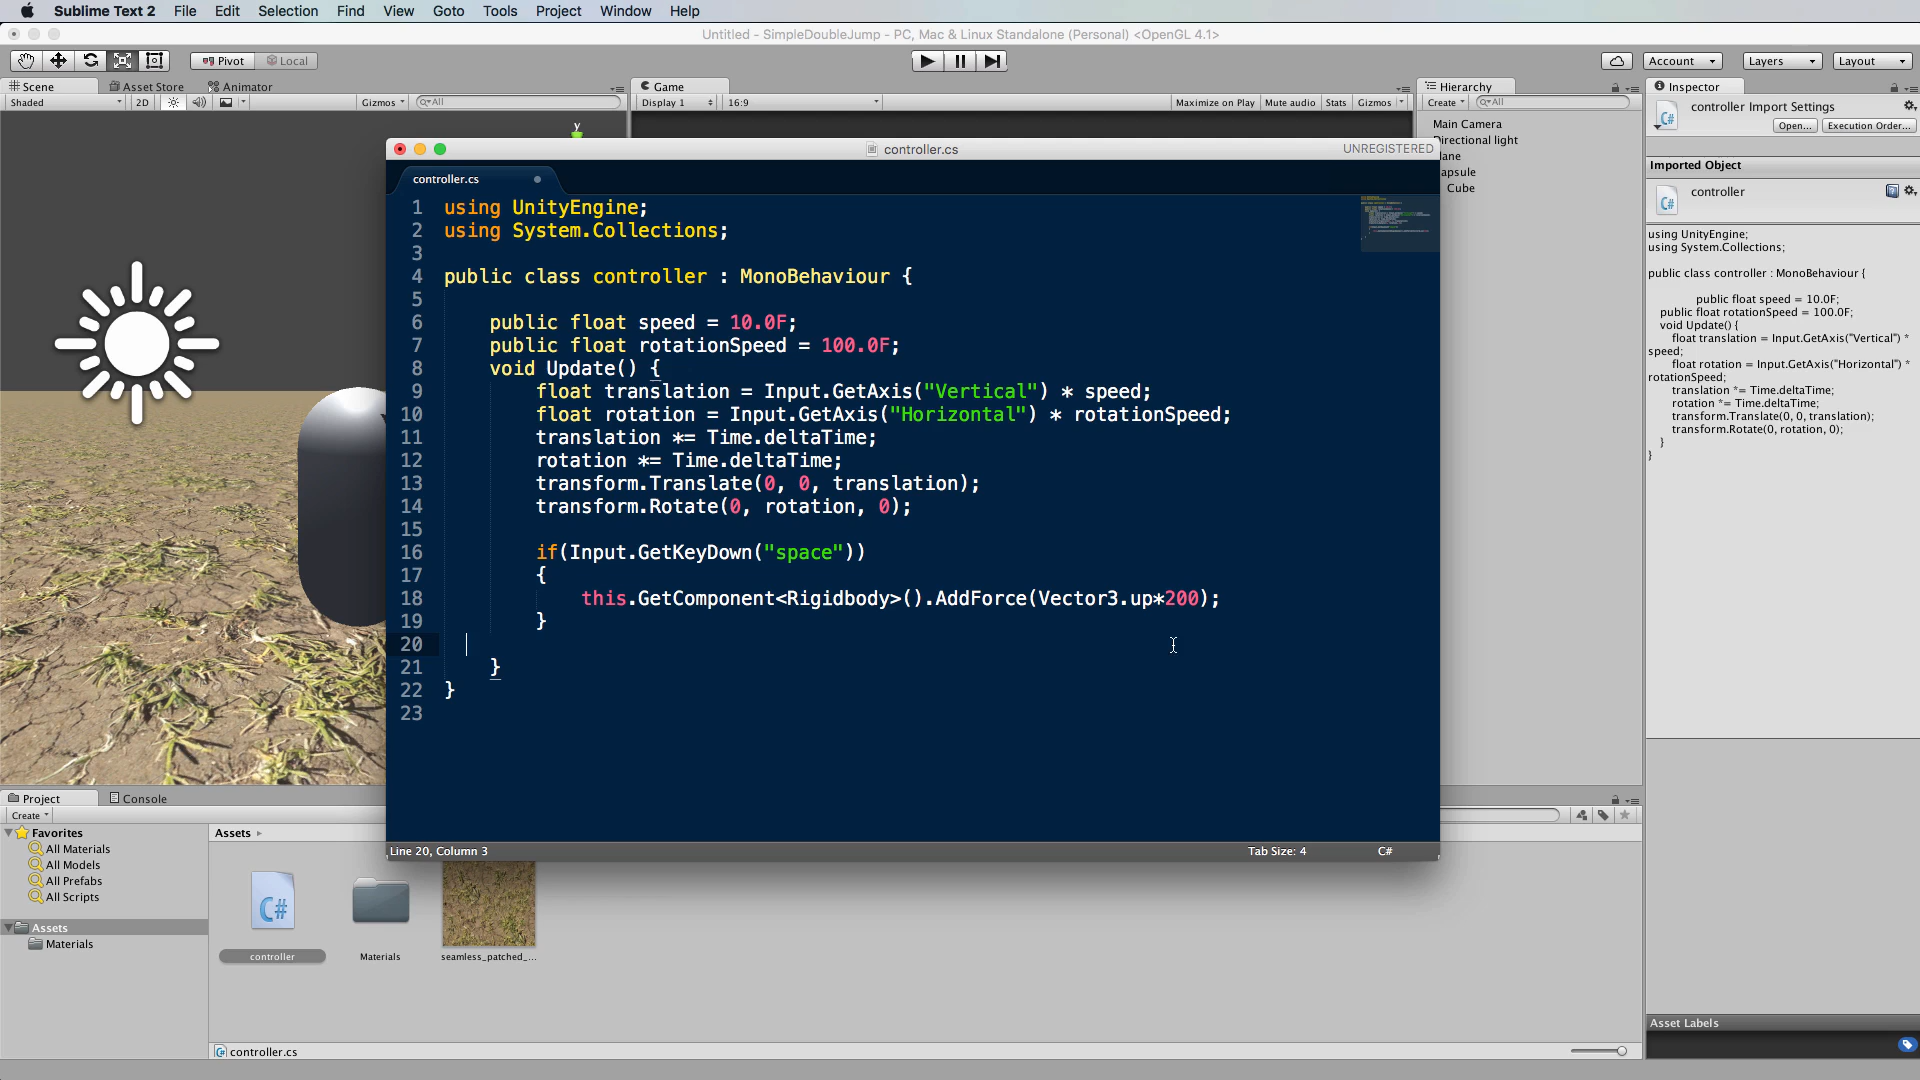 Sublime Text 2 File Edit Selection Find View Goto Tools Project Window Help
Untitled - SimpleDoubleJump - PC, Mac & Linux Standalone (Personal) <OpenGL 4.1>
Pivot Local Account Layers Layout
Scene Asset Store Animator Game Hierarchy Inspector
Shaded 2D Gizmos All Display 1 16:9 Maximize on Play Mute audio Stats Gizmos Create All
controller Import Settings
Open... Execution Order...
Main Camera
Directional light
lane
apsule
Cube
Imported Object
controller
using UnityEngine;
using System.Collections;
public class controller : MonoBehaviour {
public float speed = 10.0F;
public float rotationSpeed = 100.0F;
void Update() {
float translation = Input.GetAxis("Vertical") *
speed;
float rotation = Input.GetAxis("Horizontal") *
rotationSpeed;
translation *= Time.deltaTime;
rotation *= Time.deltaTime;
transform.Translate(0, 0, translation);
transform.Rotate(0, rotation, 0);
}
}
y
controller.cs UNREGISTERED
controller.cs
1 using UnityEngine;
2 using System.Collections;
3
4 public class controller : MonoBehaviour {
5
6 public float speed = 10.0F;
7 public float rotationSpeed = 100.0F;
8 void Update() {
9 float translation = Input.GetAxis("Vertical") * speed;
10 float rotation = Input.GetAxis("Horizontal") * rotationSpeed;
11 translation *= Time.deltaTime;
12 rotation *= Time.deltaTime;
13 transform.Translate(0, 0, translation);
14 transform.Rotate(0, rotation, 0);
15
16 if(Input.GetKeyDown("space"))
17 {
18 this.GetComponent<Rigidbody>().AddForce(Vector3.up*200);
19 }
20
21 }
22 }
23
Line 20, Column 3 Tab Size: 4 C#
Project Console
Create
Favorites
All Materials
All Models
All Prefabs
All Scripts
Assets
Materials
Assets
C#
controller Materials seamless_patched_...
controller.cs
Asset Labels